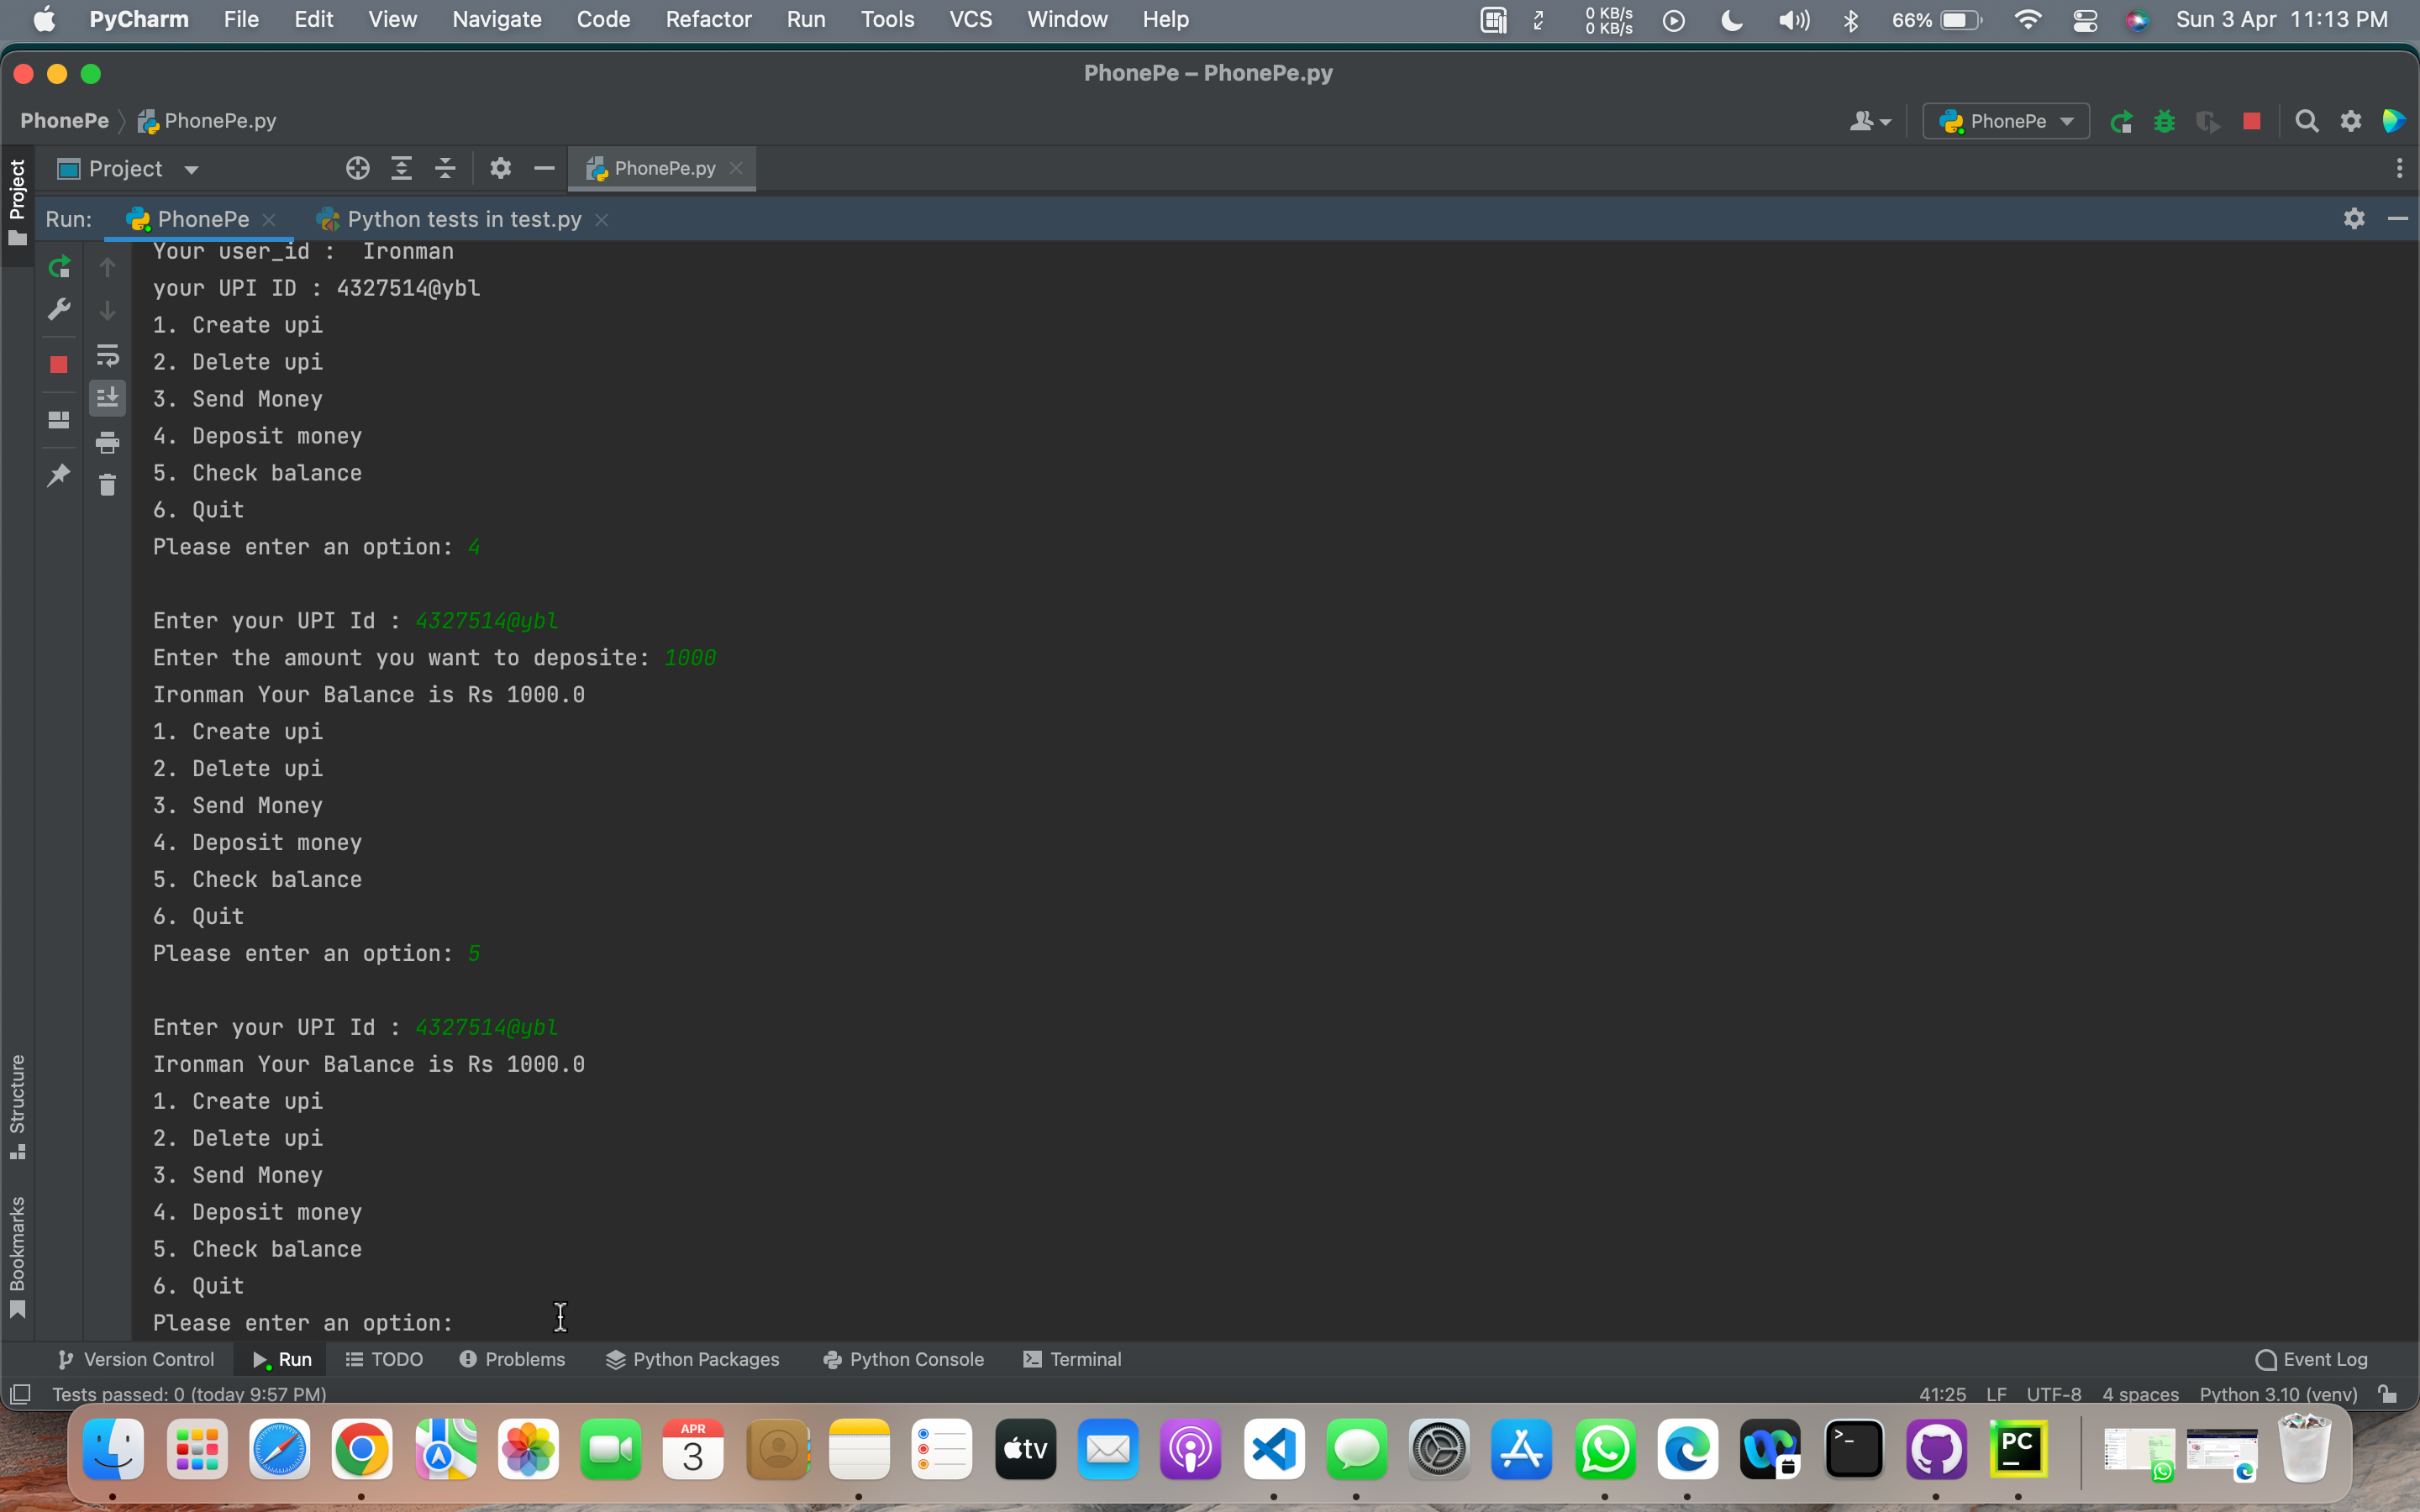 PyCharm File Edit View Navigate Code Refactor Run Tools VCS Window Help 0 KB/s 0 KB/s 66% Sun 3 Apr 11:13 PM
PhonePe – PhonePe.py
PhonePe PhonePe.py PhonePe
Project Project PhonePe.py
Run: PhonePe Python tests in test.py
Your user_id :  Ironman
your UPI ID : 4327514@ybl
1. Create upi
2. Delete upi
3. Send Money
4. Deposit money
5. Check balance
6. Quit
Please enter an option: 4
Enter your UPI Id : 4327514@ybl
Enter the amount you want to deposite: 1000
Ironman Your Balance is Rs 1000.0
1. Create upi
2. Delete upi
3. Send Money
4. Deposit money
5. Check balance
6. Quit
Please enter an option: 5
Enter your UPI Id : 4327514@ybl
Ironman Your Balance is Rs 1000.0
1. Create upi
2. Delete upi
3. Send Money
4. Deposit money
5. Check balance
6. Quit
Please enter an option:
Structure
Bookmarks
Version Control Run TODO Problems Python Packages Python Console Terminal Event Log
Tests passed: 0 (today 9:57 PM) 41:25 LF UTF-8 4 spaces Python 3.10 (venv)
APR
3
tv
>_
PC